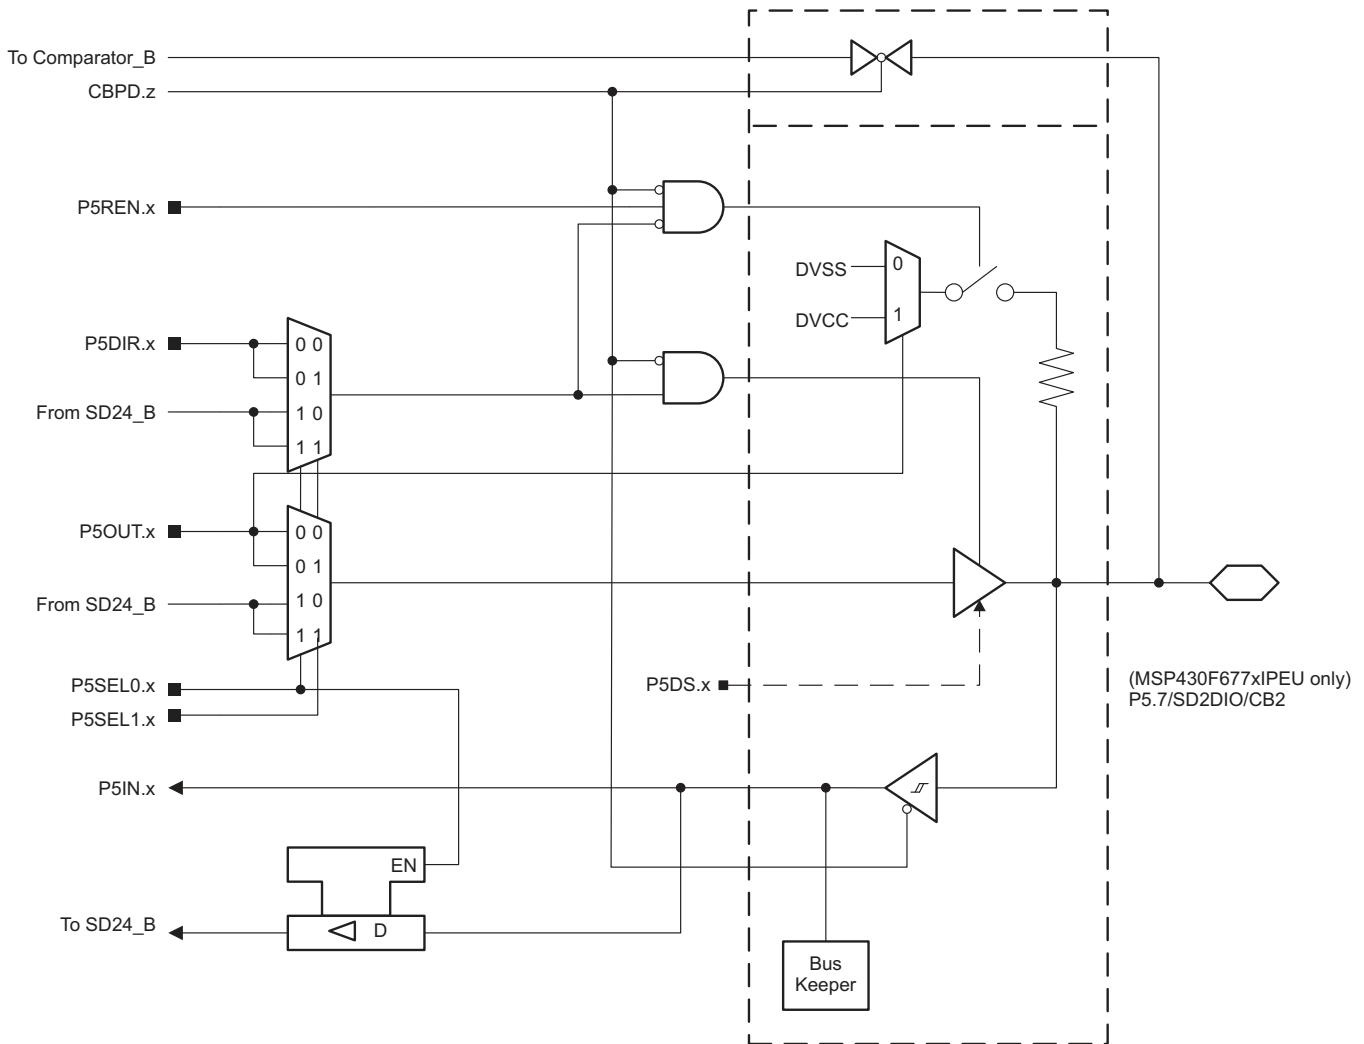 To Comparator_B
CBPD.z
P5REN.x
DVSS
0
DVCC
1
P5DIR.x
0 0
0 1
From SD24_B
1 0
1 1
P5OUT.x
0 0
0 1
From SD24_B
1 0
1 1
P5SEL0.x
P5SEL1.x
P5DS.x
(MSP430F677xIPEU only)
P5.7/SD2DIO/CB2
P5IN.x
EN
To SD24_B
D
Bus
Keeper